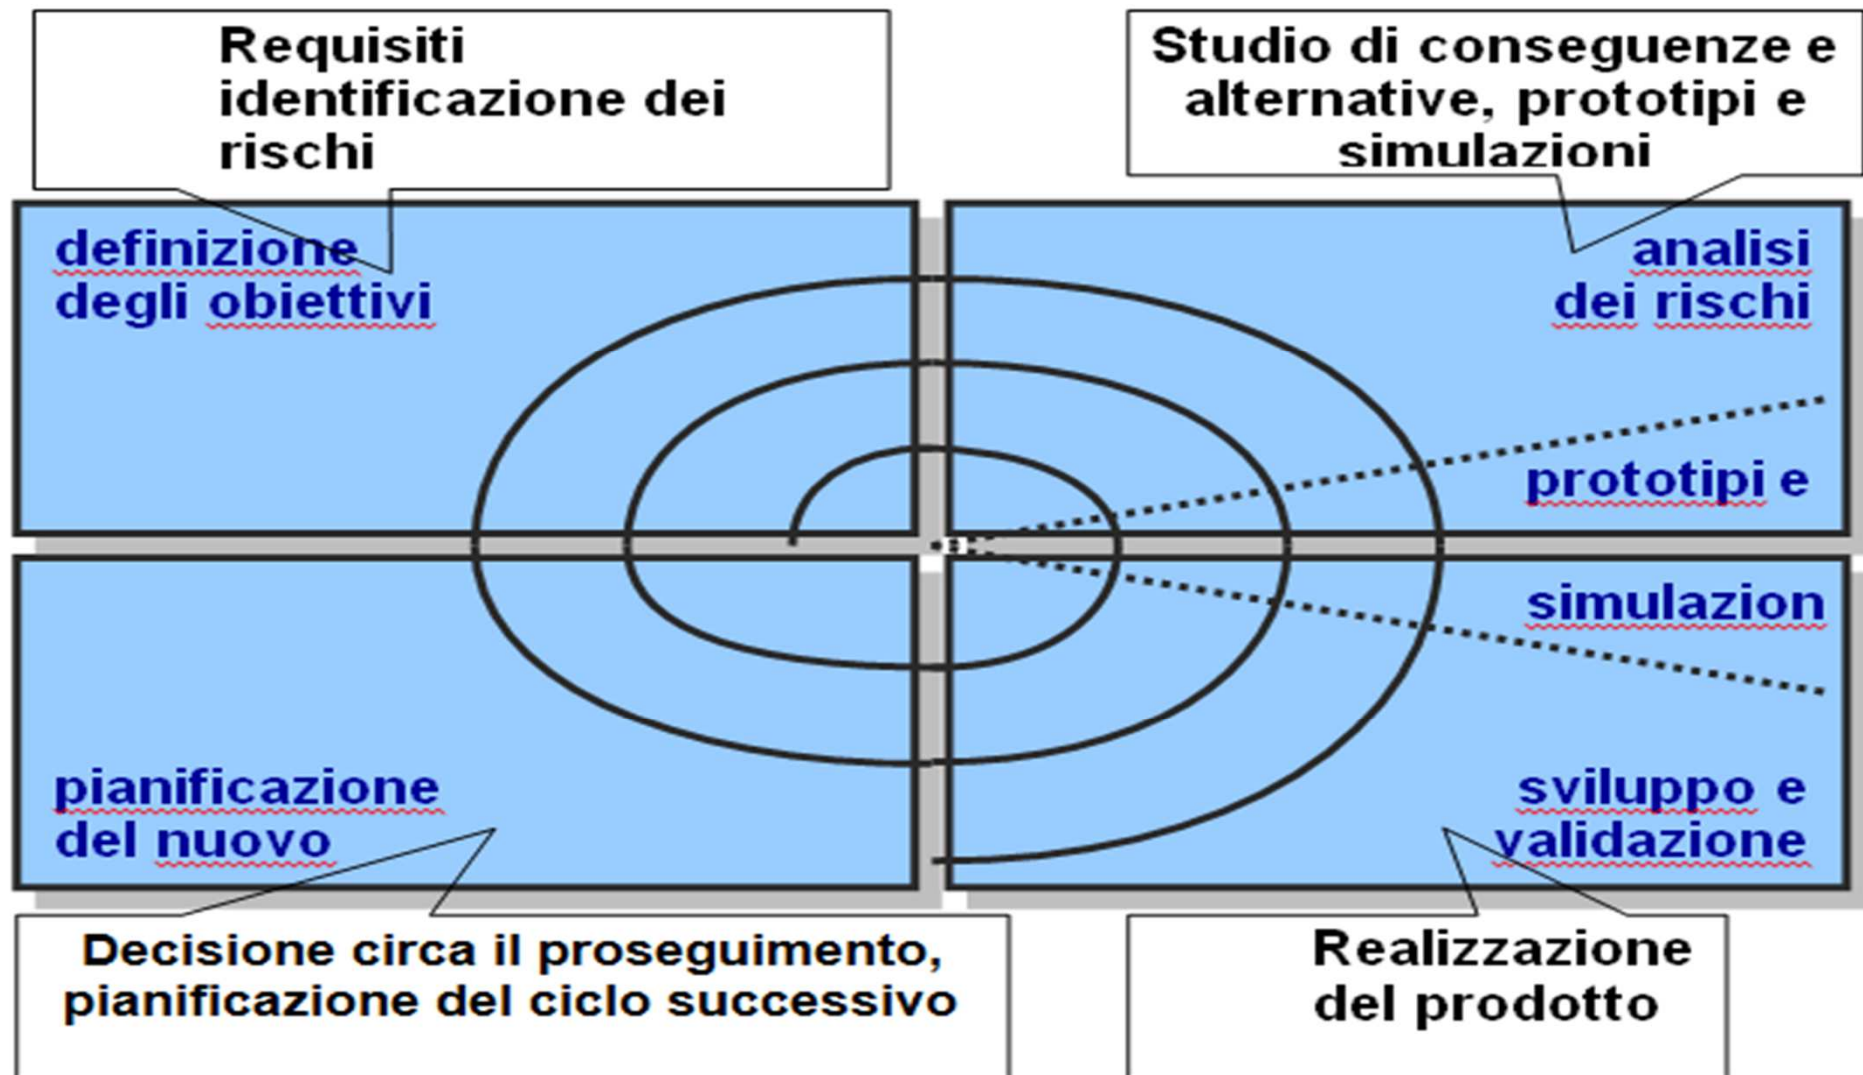 Requisiti
identificazione dei
rischi
Studio di conseguenze e
alternative, prototipi e
simulazioni
definizione
degli obiettivi
analisi
dei rischi
prototipi e
simulazion
pianificazione
del nuovo
sviluppo e
validazione
Decisione circa il proseguimento,
pianificazione del ciclo successivo
Realizzazione
del prodotto